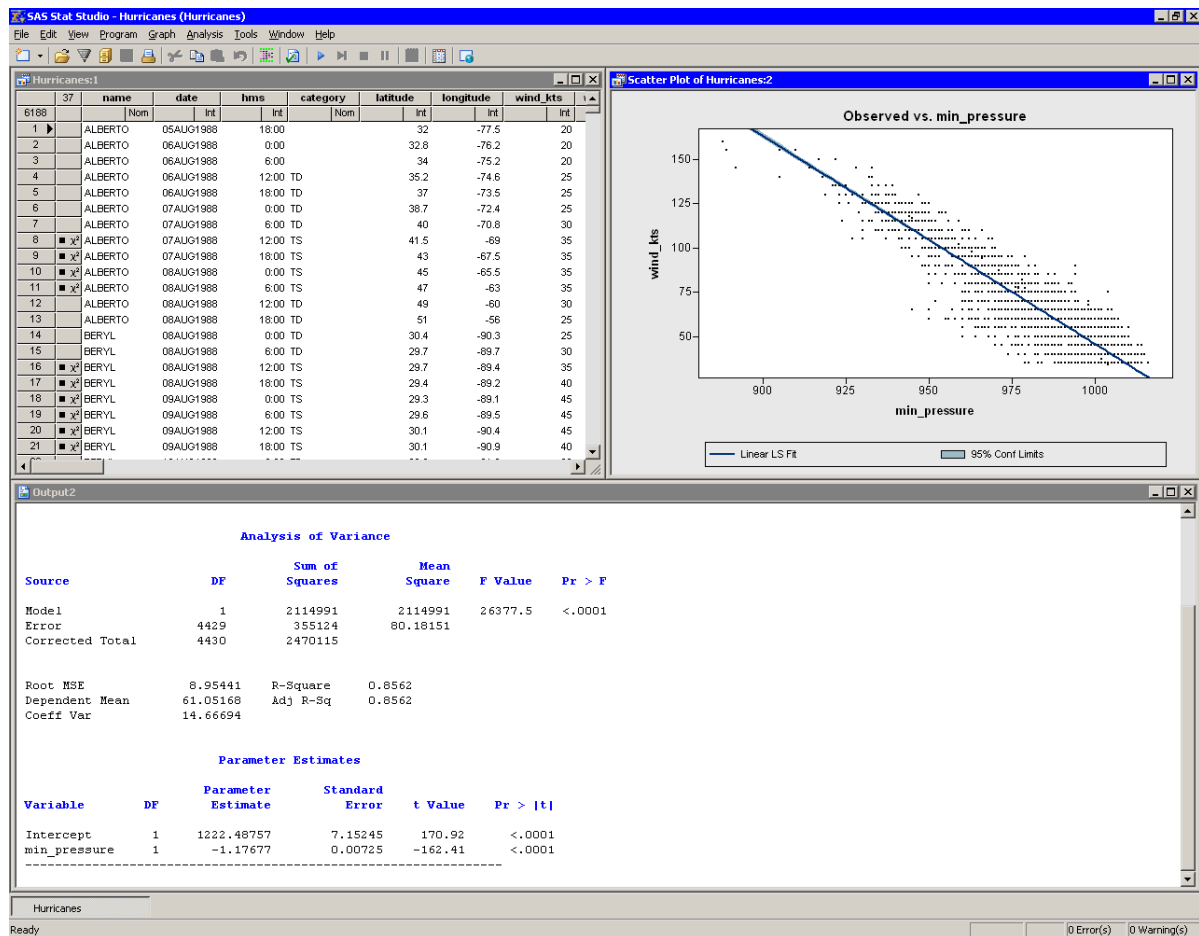 SAS Stat Studio - Hurricanes (Hurricanes)
File Edit View Program Graph Analysis Tools Window Help
Hurricanes:1
37 name date hms category latitude longitude wind_kts
6188 Nom Int Int Nom Int Int Int
1 ALBERTO 05AUG1988 18:00 32 -77.5 20
2 ALBERTO 06AUG1988 0:00 32.8 -76.2 20
3 ALBERTO 06AUG1988 6:00 34 -75.2 20
4 ALBERTO 06AUG1988 12:00 TD 35.2 -74.6 25
5 ALBERTO 06AUG1988 18:00 TD 37 -73.5 25
6 ALBERTO 07AUG1988 0:00 TD 38.7 -72.4 25
7 ALBERTO 07AUG1988 6:00 TD 40 -70.8 30
8 χ² ALBERTO 07AUG1988 12:00 TS 41.5 -69 35
9 χ² ALBERTO 07AUG1988 18:00 TS 43 -67.5 35
10 χ² ALBERTO 08AUG1988 0:00 TS 45 -65.5 35
11 χ² ALBERTO 08AUG1988 6:00 TS 47 -63 35
12 ALBERTO 08AUG1988 12:00 TD 49 -60 30
13 ALBERTO 08AUG1988 18:00 TD 51 -56 25
14 BERYL 08AUG1988 0:00 TD 30.4 -90.3 25
15 BERYL 08AUG1988 6:00 TD 29.7 -89.7 30
16 χ² BERYL 08AUG1988 12:00 TS 29.7 -89.4 35
17 χ² BERYL 08AUG1988 18:00 TS 29.4 -89.2 40
18 χ² BERYL 09AUG1988 0:00 TS 29.3 -89.1 45
19 χ² BERYL 09AUG1988 6:00 TS 29.6 -89.5 45
20 χ² BERYL 09AUG1988 12:00 TS 30.1 -90.4 45
21 χ² BERYL 09AUG1988 18:00 TS 30.1 -90.9 40
Scatter Plot of Hurricanes:2
Observed vs. min_pressure
wind_kts
150
125
100
75
50
900 925 950 975 1000
min_pressure
Linear LS Fit 95% Conf Limits
Output2
Analysis of Variance
Sum of Mean
Source DF Squares Square F Value Pr > F
Model 1 2114991 2114991 26377.5 <.0001
Error 4429 355124 80.18151
Corrected Total 4430 2470115
Root MSE 8.95441 R-Square 0.8562
Dependent Mean 61.05168 Adj R-Sq 0.8562
Coeff Var 14.66694
Parameter Estimates
Parameter Standard
Variable DF Estimate Error t Value Pr > |t|
Intercept 1 1222.48757 7.15245 170.92 <.0001
min_pressure 1 -1.17677 0.00725 -162.41 <.0001
Hurricanes
Ready 0 Error(s) 0 Warning(s)